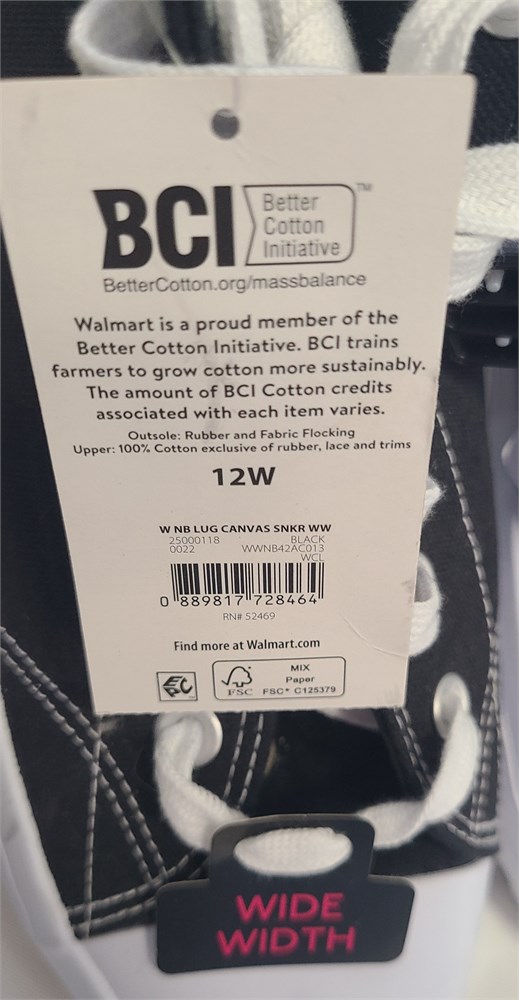 BCI Better
Cotton
Initiative™
BetterCotton.org/massbalance
Walmart is a proud member of the
Better Cotton Initiative. BCI trains
farmers to grow cotton more sustainably.
The amount of BCI Cotton credits
associated with each item varies.
Outsole: Rubber and Fabric Flocking
Upper: 100% Cotton exclusive of rubber, lace and trims
12W
W NB LUG CANVAS SNKR WW
25000118 BLACK
0022 WWNB42AC013
WCL
0 889817 728464
RN# 52469
Find more at Walmart.com
EPC
FSC
MIX
Paper
FSC® C125379
WIDE
WIDTH